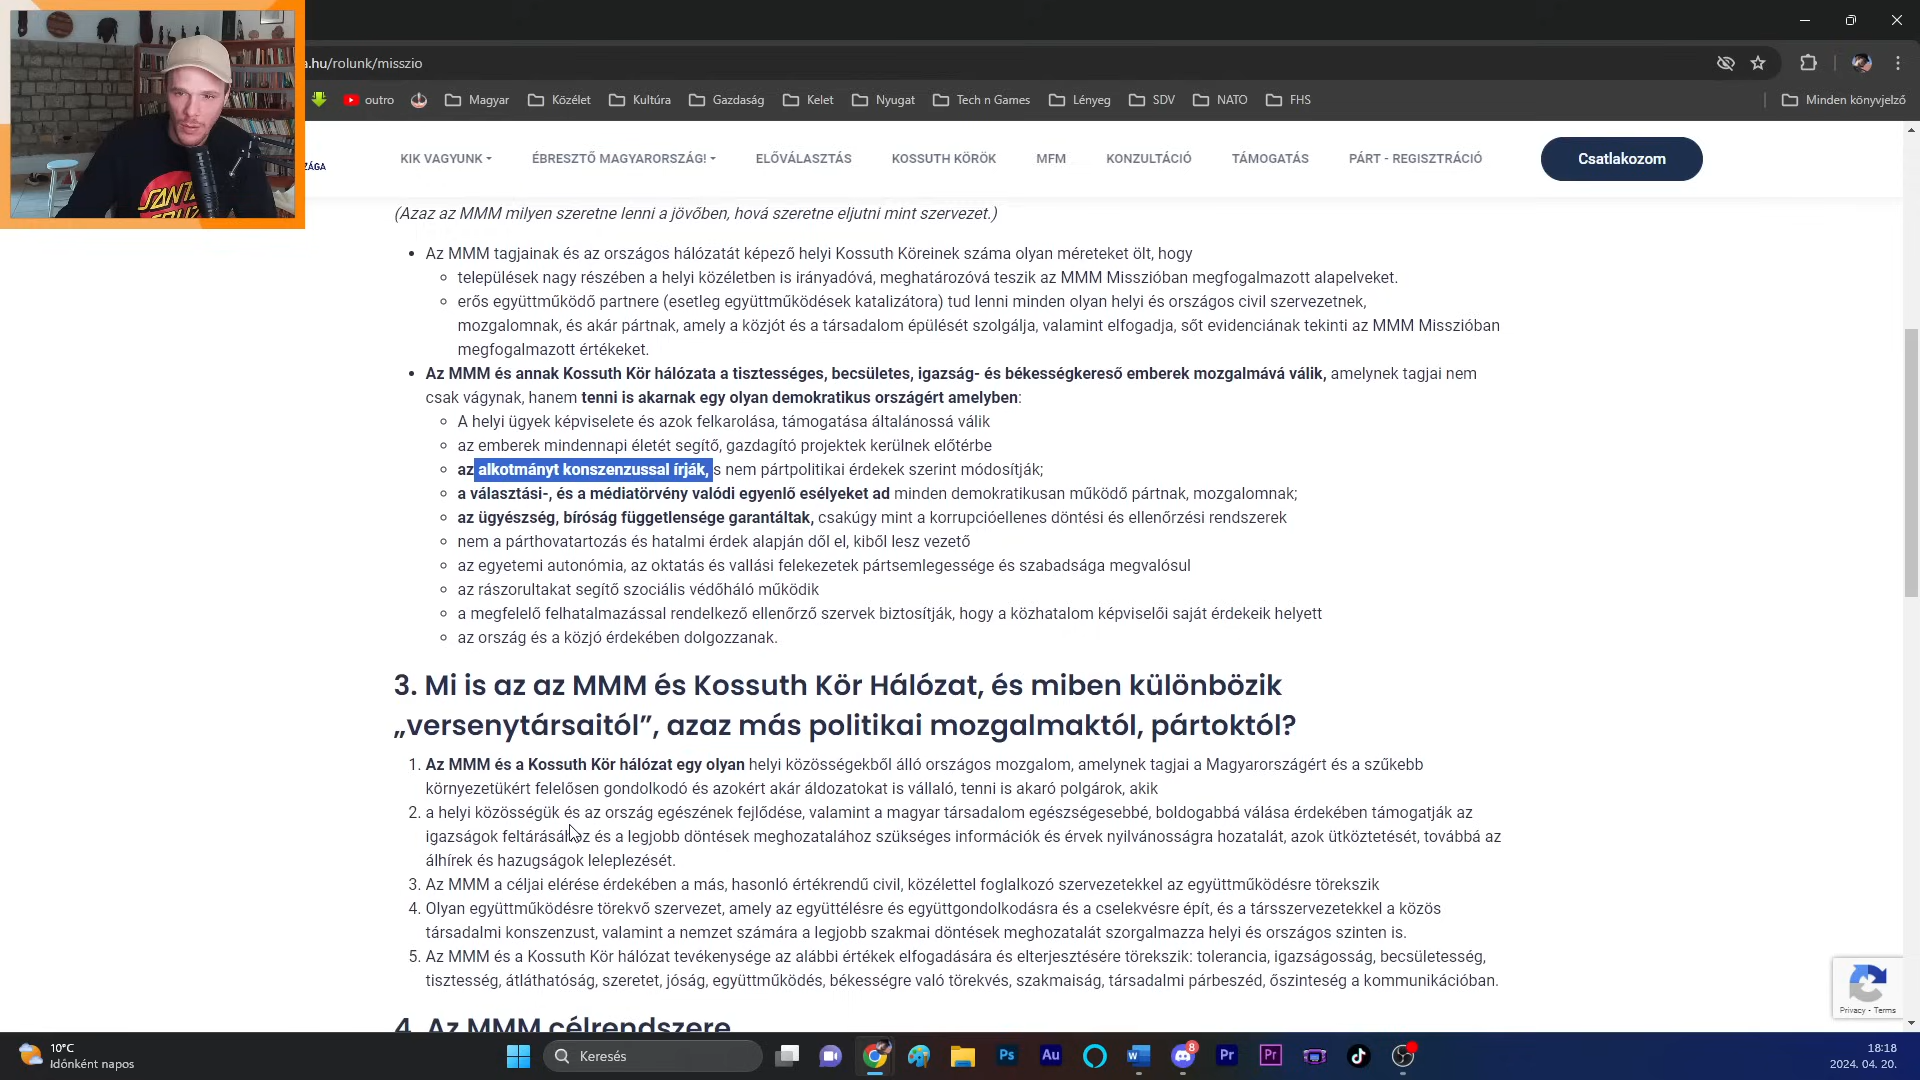 a.hu/rolunk/misszio
outro
Magyar
Közélet
Kultúra
Gazdaság
Kelet
Nyugat
Tech n Games
Lényeg
SDV
NATO
FHS
Minden könyvjelző
ZÁGA
KIK VAGYUNK
ÉBRESZTŐ MAGYARORSZÁG!
ELŐVÁLASZTÁS
KOSSUTH KÖRÖK
MFM
KONZULTÁCIÓ
TÁMOGATÁS
PÁRT - REGISZTRÁCIÓ
Csatlakozom
(Azaz az MMM milyen szeretne lenni a jövőben, hová szeretne eljutni mint szervezet.)
Az MMM tagjainak és az országos hálózatát képező helyi Kossuth Köreinek száma olyan méreteket ölt, hogy
települések nagy részében a helyi közéletben is irányadóvá, meghatározóvá teszik az MMM Misszióban megfogalmazott alapelveket.
erős együttműködő partnere (esetleg együttműködések katalizátora) tud lenni minden olyan helyi és országos civil szervezetnek,
mozgalomnak, és akár pártnak, amely a közjót és a társadalom épülését szolgálja, valamint elfogadja, sőt evidenciának tekinti az MMM Misszióban
megfogalmazott értékeket.
Az MMM és annak Kossuth Kör hálózata a tisztességes, becsületes, igazság- és békességkereső emberek mozgalmává válik, amelynek tagjai nem
csak vágynak, hanem tenni is akarnak egy olyan demokratikus országért amelyben:
A helyi ügyek képviselete és azok felkarolása, támogatása általánossá válik
az emberek mindennapi életét segítő, gazdagító projektek kerülnek előtérbe
az alkotmányt konszenzussal írják, s nem pártpolitikai érdekek szerint módosítják;
a választási-, és a médiatörvény valódi egyenlő esélyeket ad minden demokratikusan működő pártnak, mozgalomnak;
az ügyészség, bíróság függetlensége garantáltak, csakúgy mint a korrupcióellenes döntési és ellenőrzési rendszerek
nem a párthovatartozás és hatalmi érdek alapján dől el, kiből lesz vezető
az egyetemi autonómia, az oktatás és vallási felekezetek pártsemlegessége és szabadsága megvalósul
az rászorultakat segítő szociális védőháló működik
a megfelelő felhatalmazással rendelkező ellenőrző szervek biztosítják, hogy a közhatalom képviselői saját érdekeik helyett
az ország és a közjó érdekében dolgozzanak.
3. Mi is az az MMM és Kossuth Kör Hálózat, és miben különbözik
„versenytársaitól”, azaz más politikai mozgalmaktól, pártoktól?
1. Az MMM és a Kossuth Kör hálózat egy olyan helyi közösségekből álló országos mozgalom, amelynek tagjai a Magyarországért és a szűkebb
környezetükért felelősen gondolkodó és azokért akár áldozatokat is vállaló, tenni is akaró polgárok, akik
2. a helyi közösségük és az ország egészének fejlődése, valamint a magyar társadalom egészségesebbé, boldogabbá válása érdekében támogatják az
igazságok feltárásához és a legjobb döntések meghozatalához szükséges információk és érvek nyilvánosságra hozatalát, azok ütköztetését, továbbá az
álhírek és hazugságok leleplezését.
3. Az MMM a céljai elérése érdekében a más, hasonló értékrendű civil, közélettel foglalkozó szervezetekkel az együttműködésre törekszik
4. Olyan együttműködésre törekvő szervezet, amely az együttélésre és együttgondolkodásra és a cselekvésre épít, és a társszervezetekkel a közös
társadalmi konszenzust, valamint a nemzet számára a legjobb szakmai döntések meghozatalát szorgalmazza helyi és országos szinten is.
5. Az MMM és a Kossuth Kör hálózat tevékenysége az alábbi értékek elfogadására és elterjesztésére törekszik: tolerancia, igazságosság, becsületesség,
tisztesség, átláthatóság, szeretet, jóság, együttműködés, békességre való törekvés, szakmaiság, társadalmi párbeszéd, őszinteség a kommunikációban.
4. Az MMM célrendszere
Privacy - Terms
10°C
Időnként napos
Keresés
Ps
Au
8
Pr
Pr
18:18
2024. 04. 20.